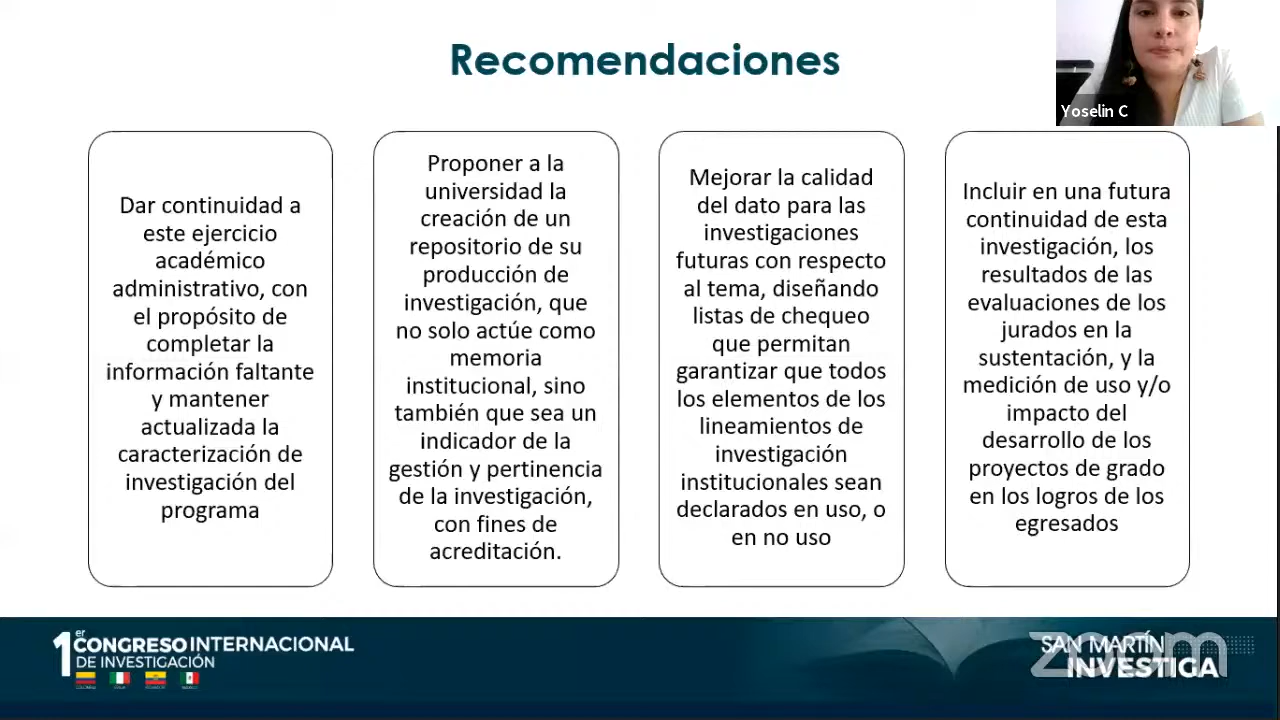 Recomendaciones
Yoselin C
Dar continuidad a
este ejercicio
académico
administrativo, con
el propósito de
completar la
información faltante
y mantener
actualizada la
caracterización de
investigación del
programa
Proponer a la
universidad la
creación de un
repositorio de su
producción de
investigación, que
no solo actúe como
memoria
institucional, sino
también que sea un
indicador de la
gestión y pertinencia
de la investigación,
con fines de
acreditación.
Mejorar la calidad
del dato para las
investigaciones
futuras con respecto
al tema, diseñando
listas de chequeo
que permitan
garantizar que todos
los elementos de los
lineamientos de
investigación
institucionales sean
declarados en uso, o
en no uso
Incluir en una futura
continuidad de esta
investigación, los
resultados de las
evaluaciones de los
jurados en la
sustentación, y la
medición de uso y/o
impacto del
desarrollo de los
proyectos de grado
en los logros de los
egresados
1er CONGRESO INTERNACIONAL
DE INVESTIGACIÓN
SAN MARTÍN
zoom
INVESTIGA